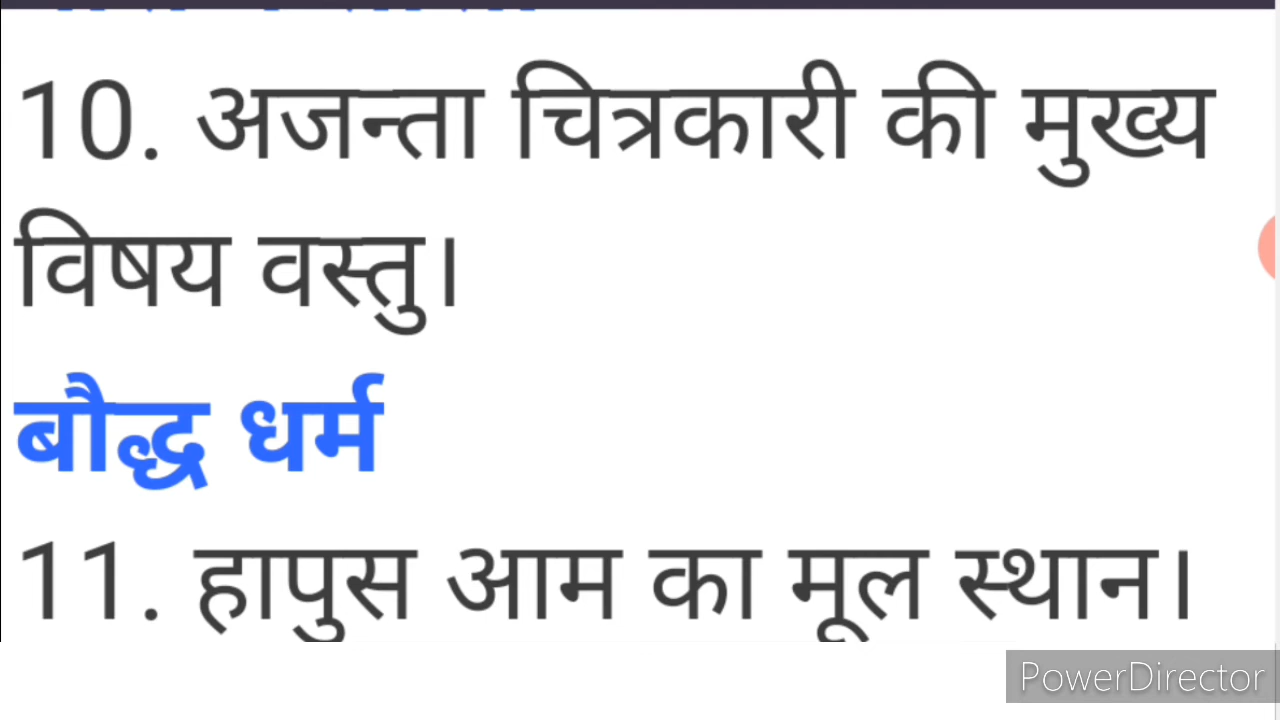 10. अजन्ता चित्रकारी की मुख्य
विषय वस्तु।
बौद्ध धर्म
11. हापुस आम का मूल स्थान।
PowerDirector